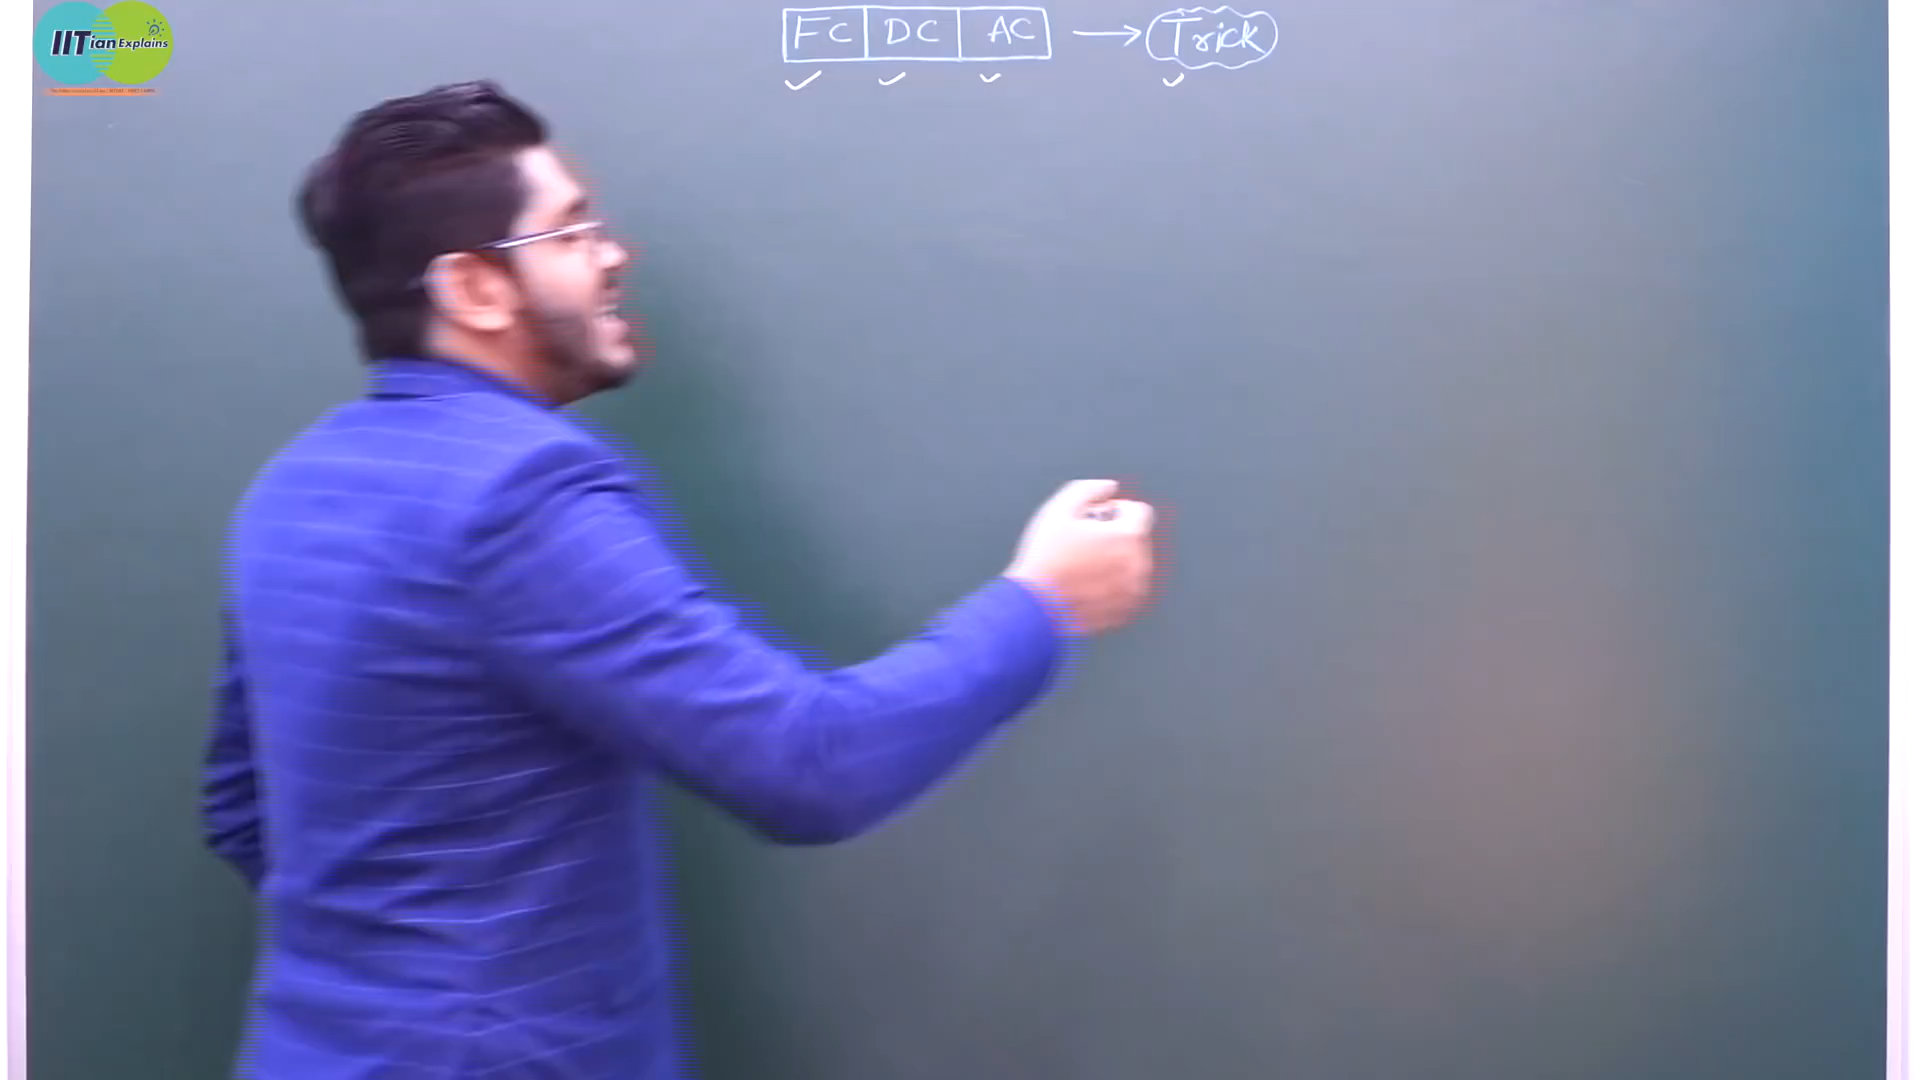 IITian Explains
FC DC AC → Trick